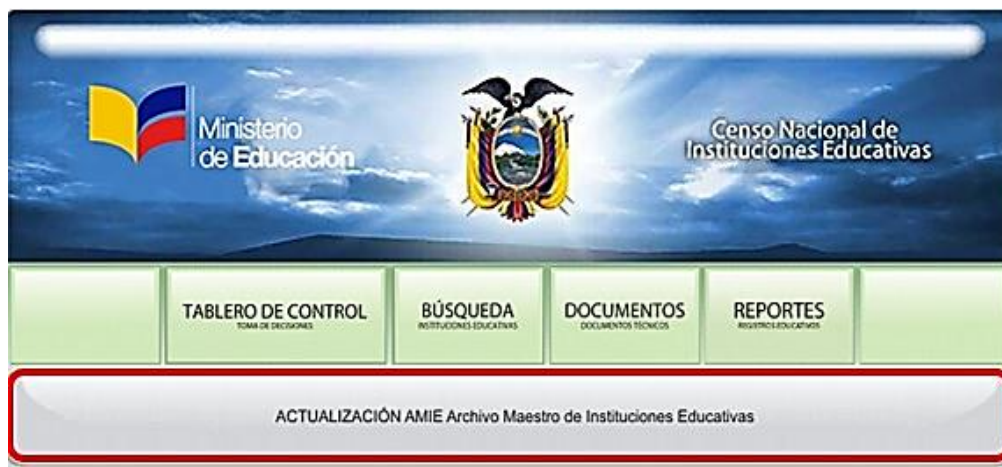 Ministerio
de Educación
Censo Nacional de
Instituciones Educativas
TABLERO DE CONTROL
TOMA DE DECISIONES
BÚSQUEDA
INSTITUCIONES EDUCATIVAS
DOCUMENTOS
DOCUMENTOS TÉCNICOS
REPORTES
REGISTROS EDUCATIVOS
ACTUALIZACIÓN AMIE Archivo Maestro de Instituciones Educativas